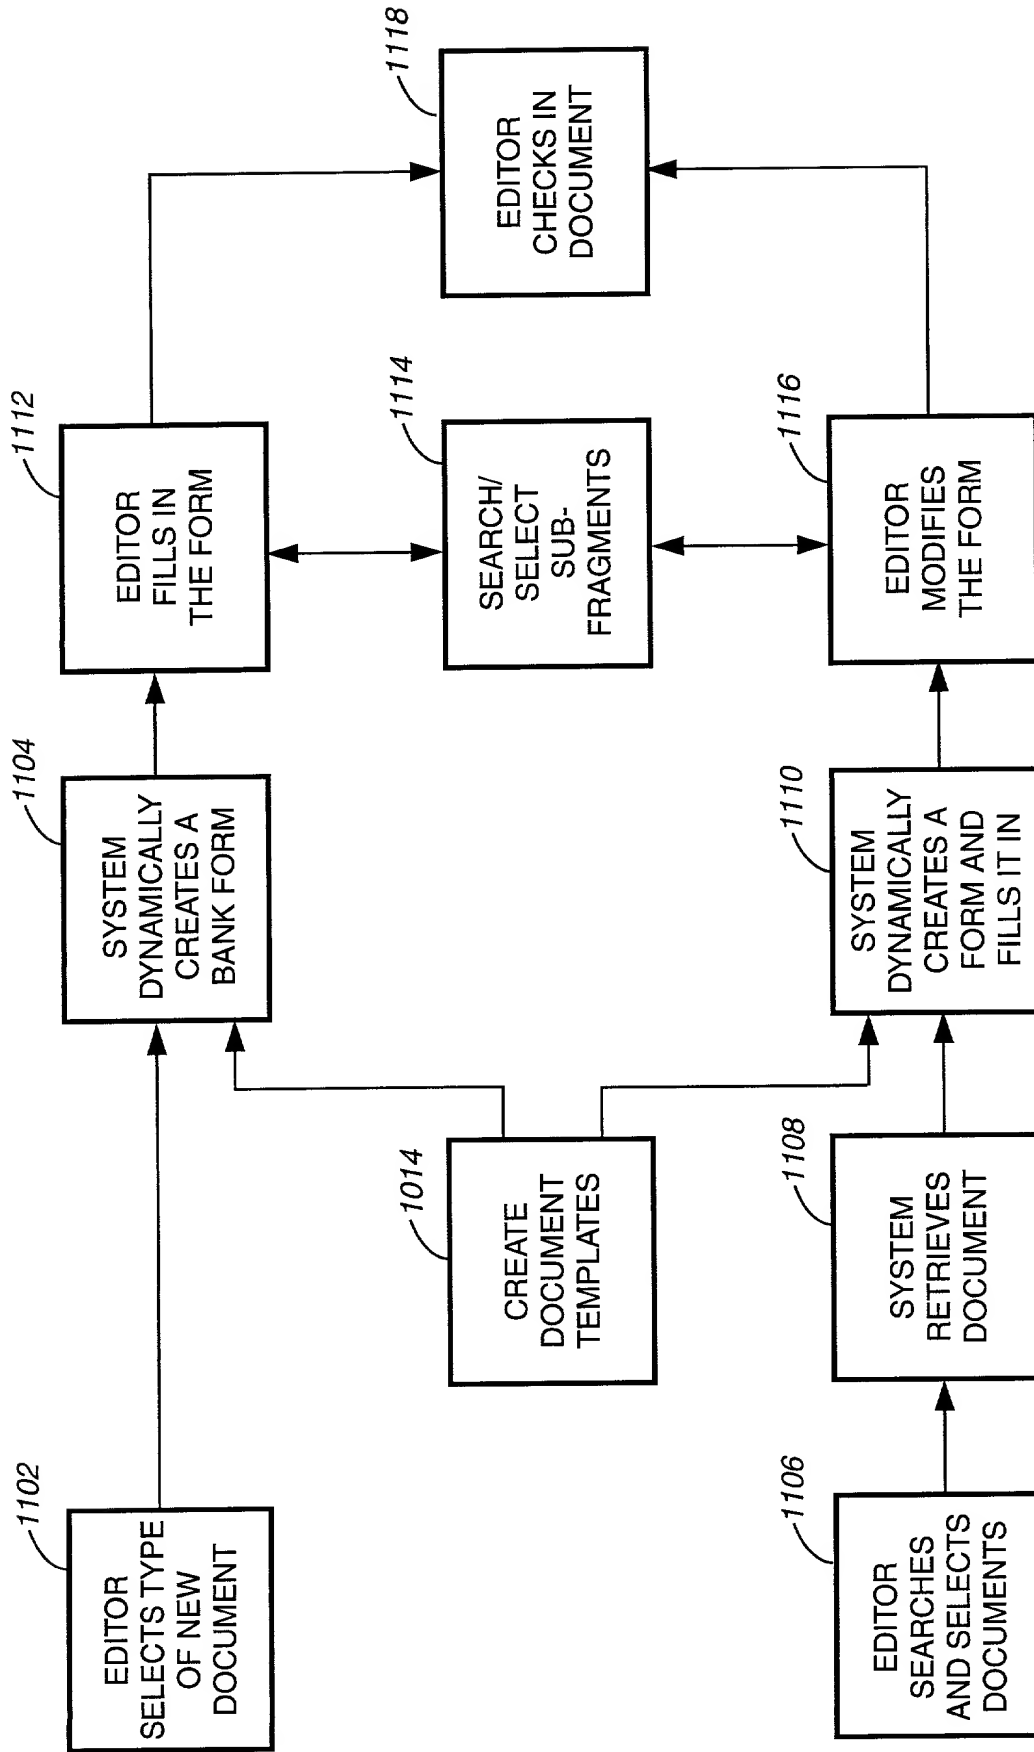 1102
EDITOR
SELECTS TYPE
OF NEW
DOCUMENT
1104
SYSTEM
DYNAMICALLY
CREATES A
BANK FORM
1112
EDITOR
FILLS IN
THE FORM
1014
CREATE
DOCUMENT
TEMPLATES
1114
SEARCH/
SELECT
SUB-
FRAGMENTS
1118
EDITOR
CHECKS IN
DOCUMENT
1106
EDITOR
SEARCHES
AND SELECTS
DOCUMENTS
1108
SYSTEM
RETRIEVES
DOCUMENT
1110
SYSTEM
DYNAMICALLY
CREATES A
FORM AND
FILLS IT IN
1116
EDITOR
MODIFIES
THE FORM